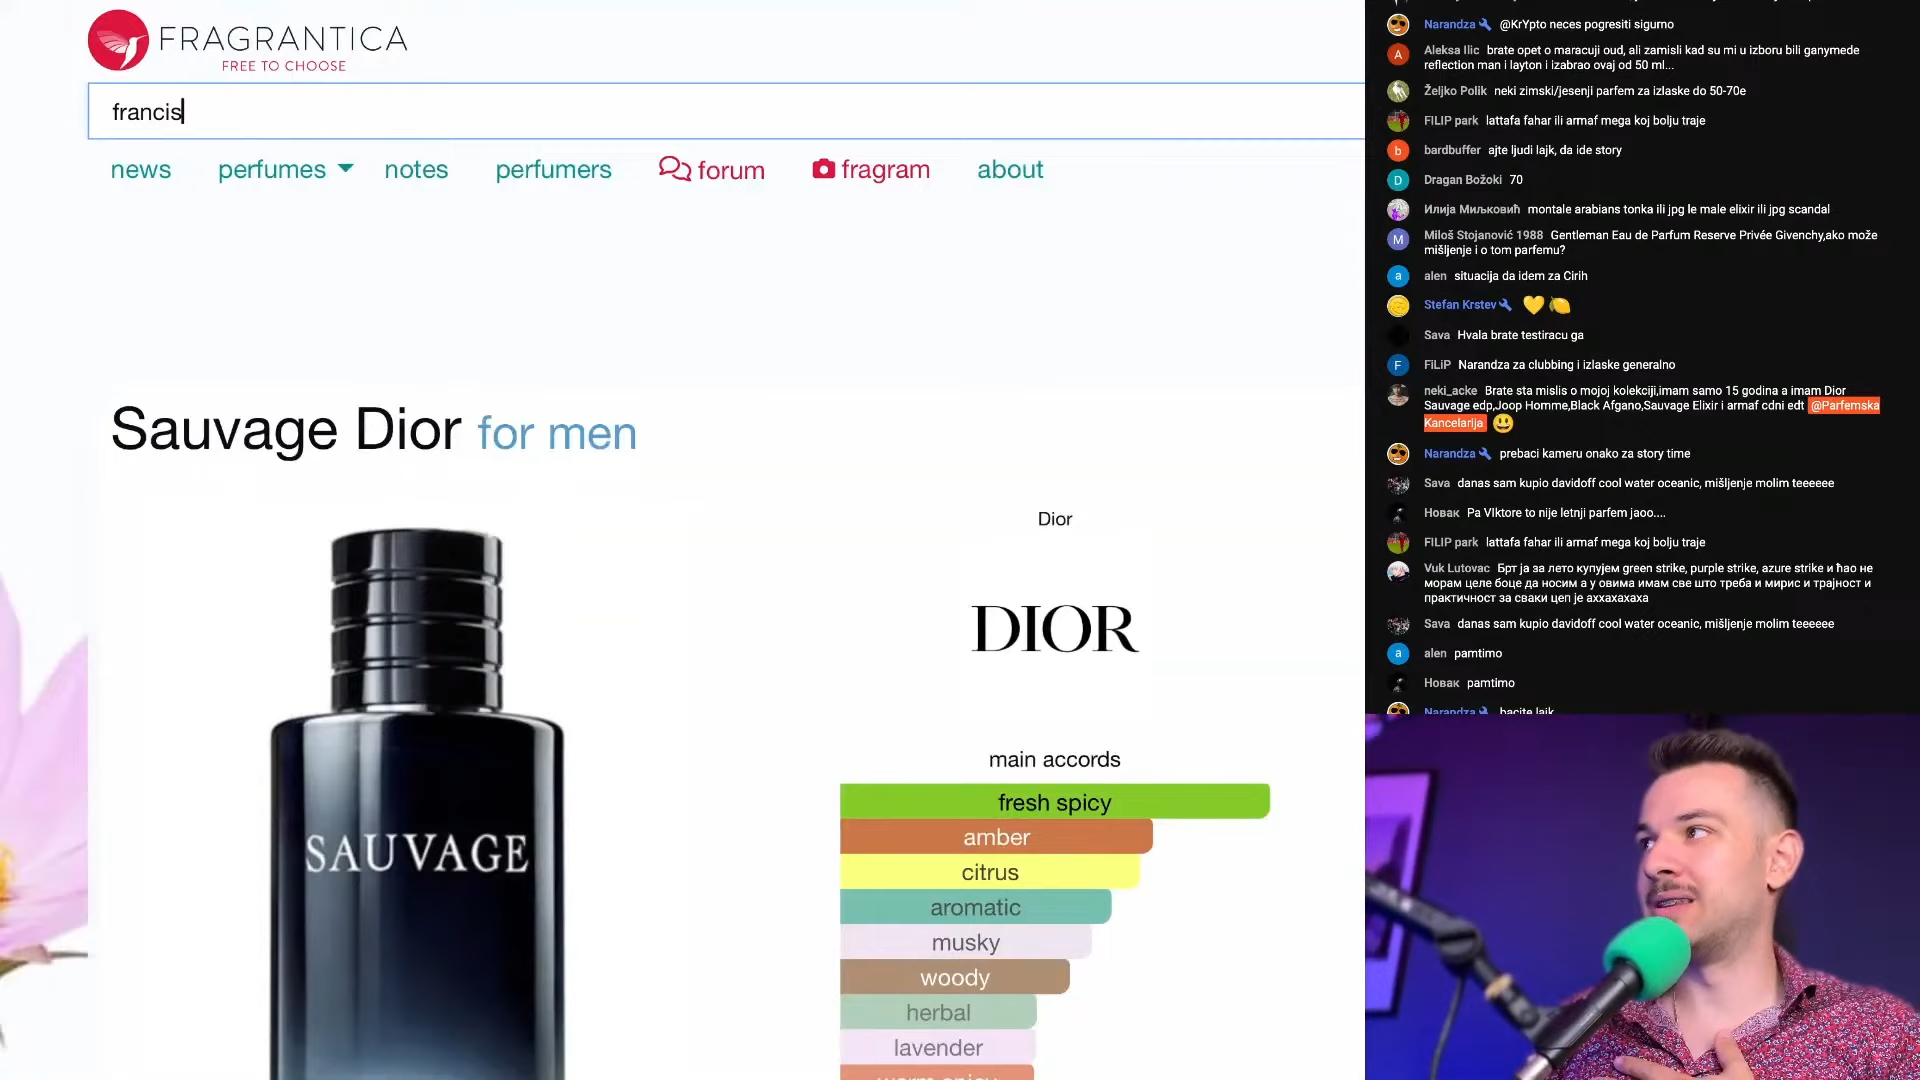 FRAGRANTICA
FREE TO CHOOSE
francis
news perfumes notes perfumers forum fragram about
Sauvage Dior for men
SAUVAGE
Dior
DIOR
main accords
fresh spicy
amber
citrus
aromatic
musky
woody
herbal
lavender
warm spicy
Narandza @KrYpto neces pogresiti sigurno
Aleksa Ilic brate opet o maracuji oud, ali zamisli kad su mi u izboru bili ganymede
reflection man i layton i izabrao ovaj od 50 ml...
Željko Polik neki zimski/jesenji parfem za izlaske do 50-70e
FILIP park lattafa fahar ili armaf mega koj bolju traje
bardbuffer ajte ljudi lajk, da ide story
Dragan Božoki 70
Илија Миљковић montale arabians tonka ili jpg le male elixir ili jpg scandal
Miloš Stojanović 1988 Gentleman Eau de Parfum Reserve Privée Givenchy,ako može
mišljenje i o tom parfemu?
alen situacija da idem za Cirih
Stefan Krstev 💛🍋
Sava Hvala brate testiracu ga
FiLiP Narandza za clubbing i izlaske generalno
neki_acke Brate sta mislis o mojoj kolekciji,imam samo 15 godina a imam Dior
Sauvage edp,Joop Homme,Black Afgano,Sauvage Elixir i armaf cdni edt @Parfemska
Kancelarija 😃
Narandza prebaci kameru onako za story time
Sava danas sam kupio davidoff cool water oceanic, mišljenje molim teeeeee
Новак Pa VIktore to nije letnji parfem jaoo....
FILIP park lattafa fahar ili armaf mega koj bolju traje
Vuk Lutovac Брт ја за лето купујем green strike, purple strike, azure strike и ћао не
морам целе боце да носим а у овима имам све што треба и мирис и трајност и
практичност за сваки цеп је аххахахаха
Sava danas sam kupio davidoff cool water oceanic, mišljenje molim teeeeee
alen pamtimo
Новак pamtimo
Narandza bacite lajk